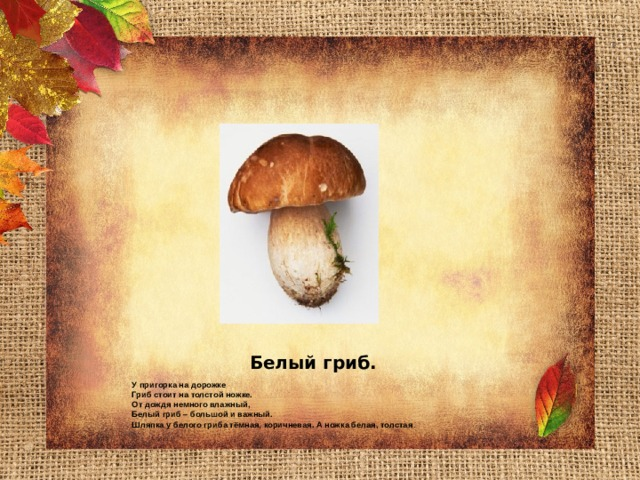 Белый гриб.
У пригорка на дорожке
Гриб стоит на толстой ножке.
От дождя немного влажный,
Белый гриб – большой и важный.
Шляпка у белого гриба тёмная, коричневая. А ножка белая, толстая